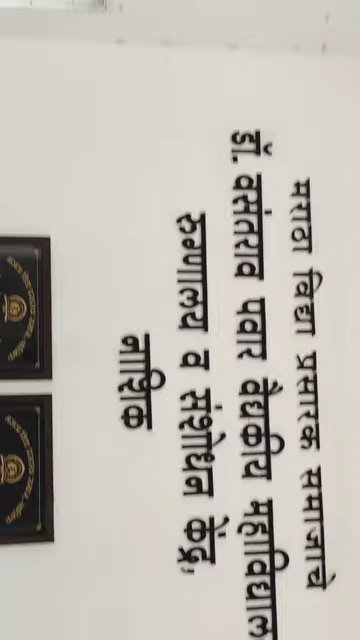 मराठा विद्या प्रसारक समाजाचे
डॉ. वसंतराव पवार वैद्यकीय महाविद्याल
रुग्णालय व संशोधन केंद्र,
नाशिक